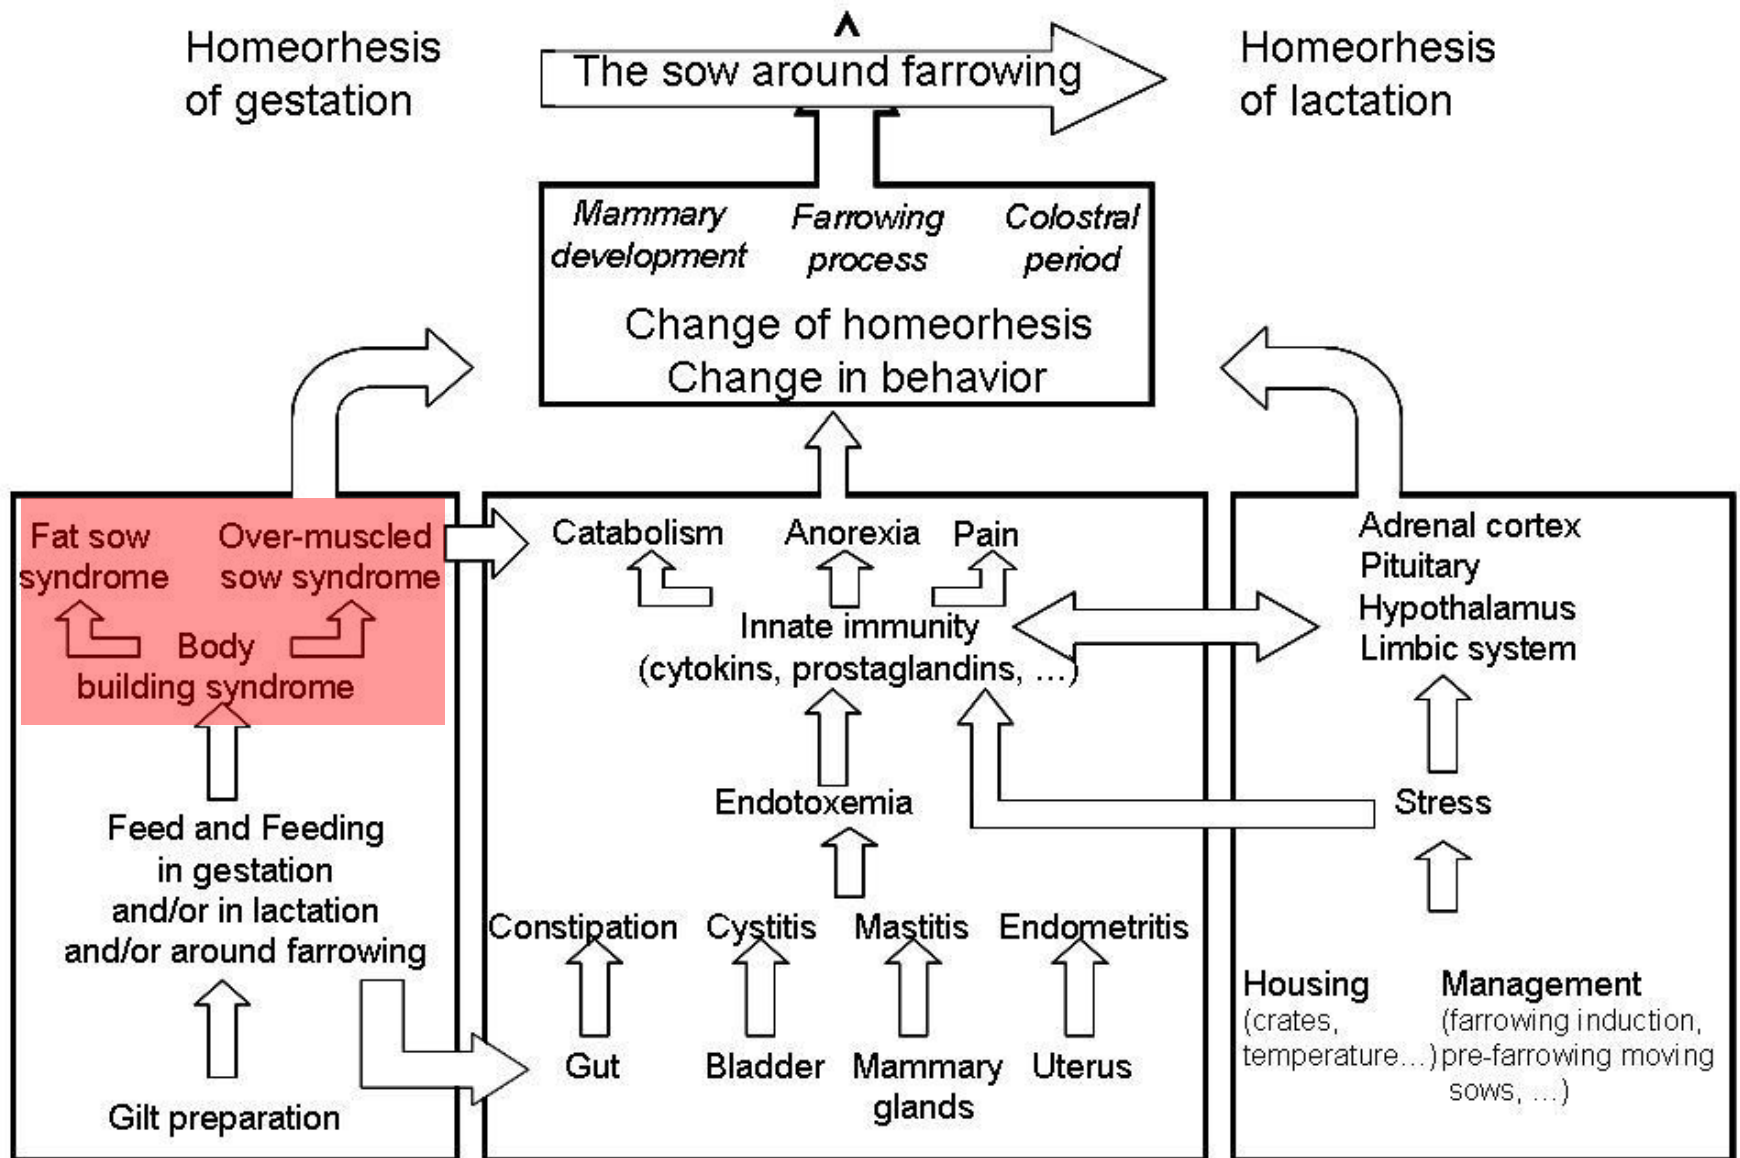 Homeorhesis
of gestation
The sow around farrowing
Homeorhesis
of lactation
Mammary
development
Farrowing
process
Colostral
period
Change of homeorhesis
Change in behavior
Fat sow
syndrome
Over-muscled
sow syndrome
Body
building syndrome
Feed and Feeding
in gestation
and/or in lactation
and/or around farrowing
Gilt preparation
Catabolism
Anorexia
Pain
Innate immunity
(cytokins, prostaglandins, ...)
Endotoxemia
Constipation
Cystitis
Mastitis
Endometritis
Gut
Bladder
Mammary
glands
Uterus
Adrenal cortex
Pituitary
Hypothalamus
Limbic system
Stress
Housing
(crates,
temperature...)
Management
(farrowing induction,
pre-farrowing moving
sows, ...)